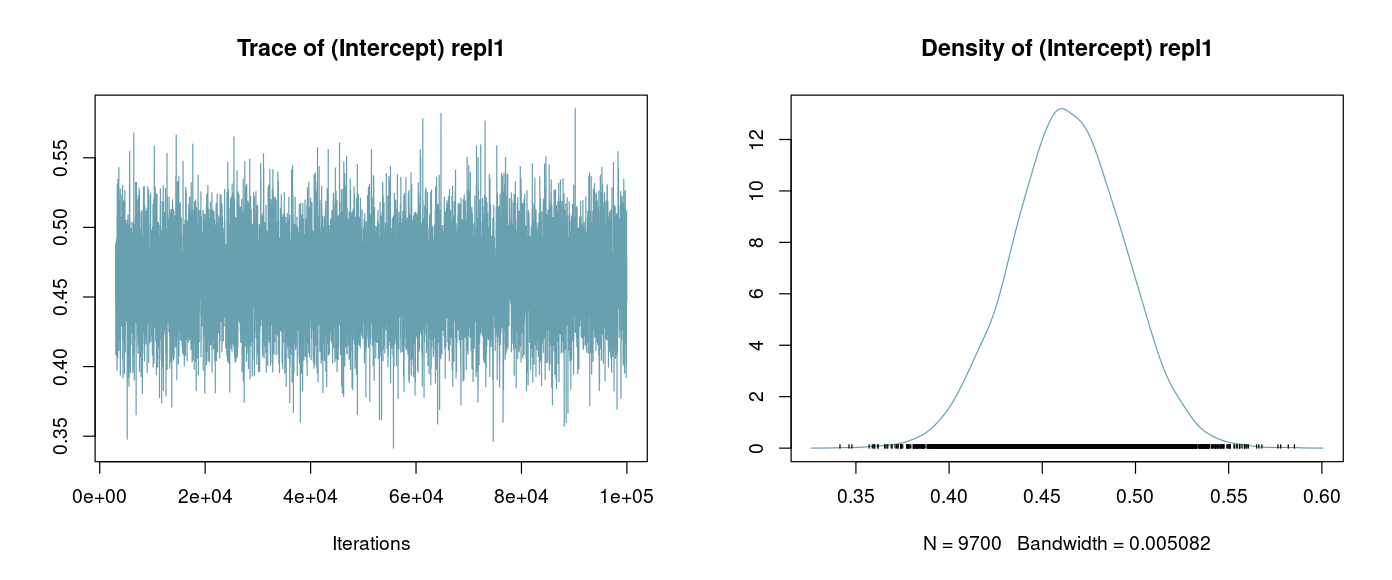 Trace of (Intercept) repl1
0.55
0.50
0.45
0.40
0.35
0e+00 2e+04 4e+04 6e+04 8e+04 1e+05
Iterations
Density of (Intercept) repl1
12
10
8
6
4
2
0
0.35 0.40 0.45 0.50 0.55 0.60
N = 9700 Bandwidth = 0.005082